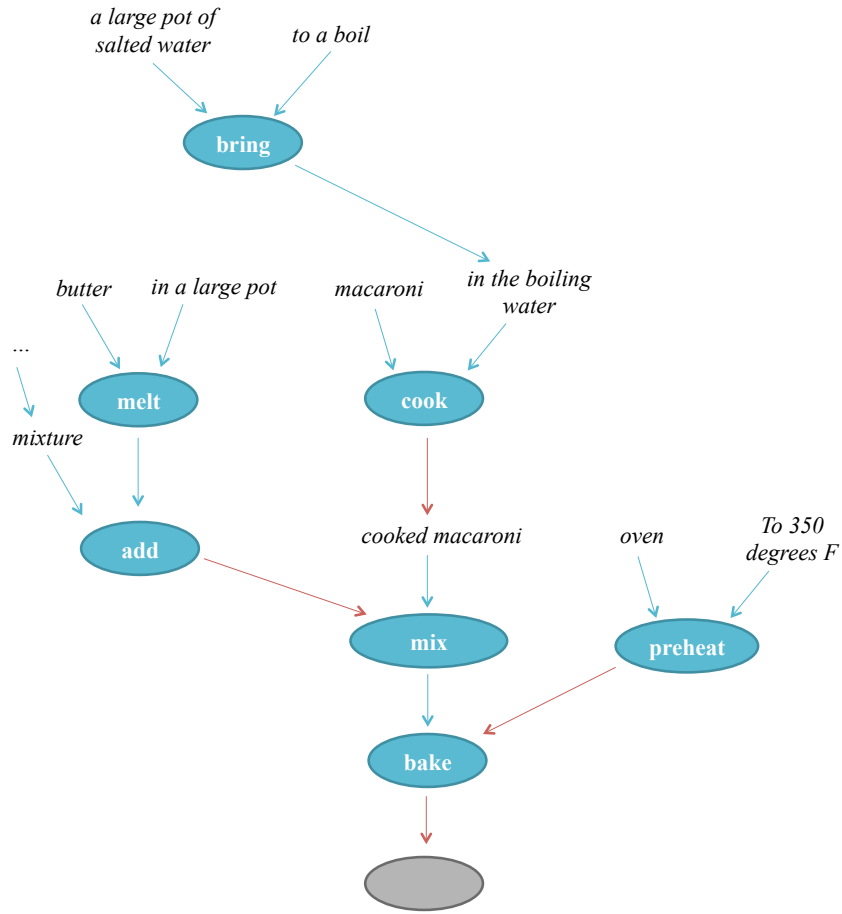 a large pot of
salted water
to a boil
bring
butter
in a large pot
macaroni
in the boiling
water
...
melt
cook
mixture
add
cooked macaroni
oven
To 350
degrees F
mix
preheat
bake